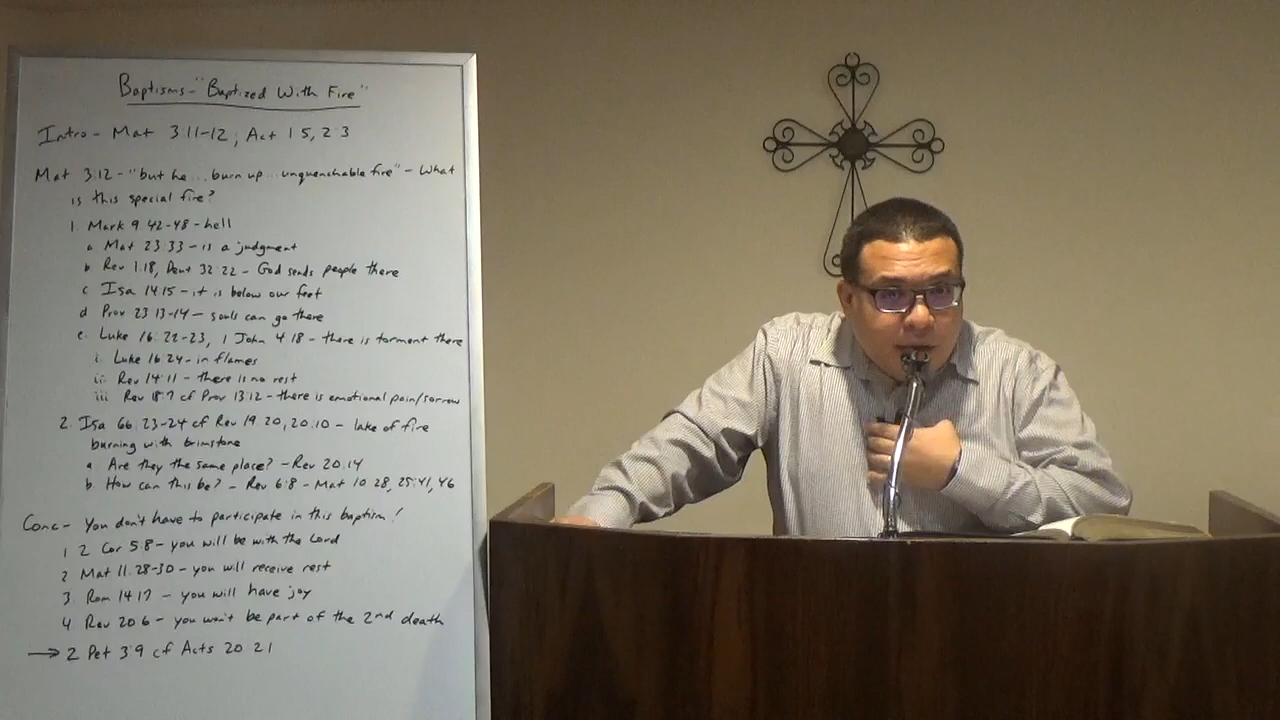 Baptisms - "Baptized With Fire"
Intro - Mat 3:11-12; Act 1:5, 2:3
Mat 3:12 - "but he... burn up... unquenchable fire" - What
is this special fire?
1. Mark 9:42-48 - hell
a Mat 23:33 - is a judgment
b Rev 1:18, Deut 32:22 - God sends people there
c Isa 14:15 - it is below our feet
d Prov 23:13-14 - souls can go there
e. Luke 16:22-23, 1 John 4:18 - there is torment there
i. Luke 16:24 - in flames
ii. Rev 14:11 - there is no rest
iii Rev 18:7 cf Prov 13:12 - there is emotional pain/sorrow
2. Isa 66:23-24 cf Rev 19:20, 20:10 - lake of fire
burning with brimstone
a Are they the same place? - Rev 20:14
b How can this be? - Rev 6:8 - Mat 10:28, 25:41, 46
Conc - You don't have to participate in this baptism!
1 2 Cor 5:8 - you will be with the Lord
2 Mat 11:28-30 - you will receive rest
3. Rom 14:17 - you will have joy
4 Rev 20:6 - you won't be part of the 2nd death
→ 2 Pet 3:9 cf Acts 20:21